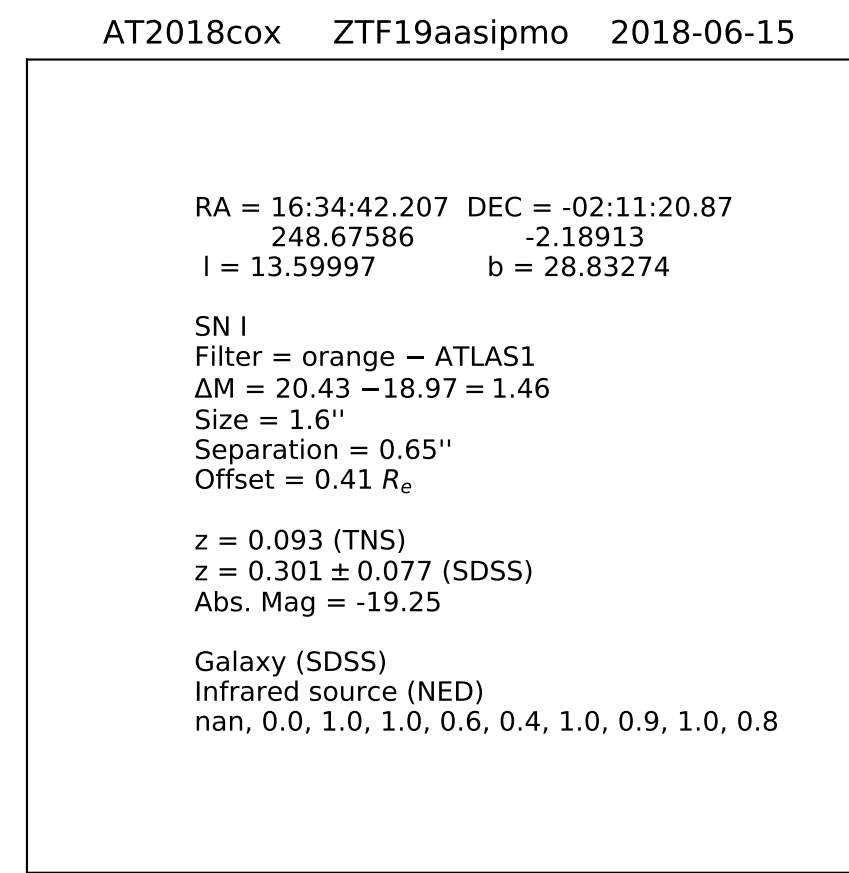 AT2018cox ZTF19aasipmo 2018-06-15
RA = 16:34:42.207 DEC = -02:11:20.87
248.67586 -2.18913
l = 13.59997 b = 28.83274
SN I
Filter = orange − ATLAS1
ΔM = 20.43 −18.97 = 1.46
Size = 1.6''
Separation = 0.65''
Offset = 0.41 Rₑ
z = 0.093 (TNS)
z = 0.301 ± 0.077 (SDSS)
Abs. Mag = -19.25
Galaxy (SDSS)
Infrared source (NED)
nan, 0.0, 1.0, 1.0, 0.6, 0.4, 1.0, 0.9, 1.0, 0.8